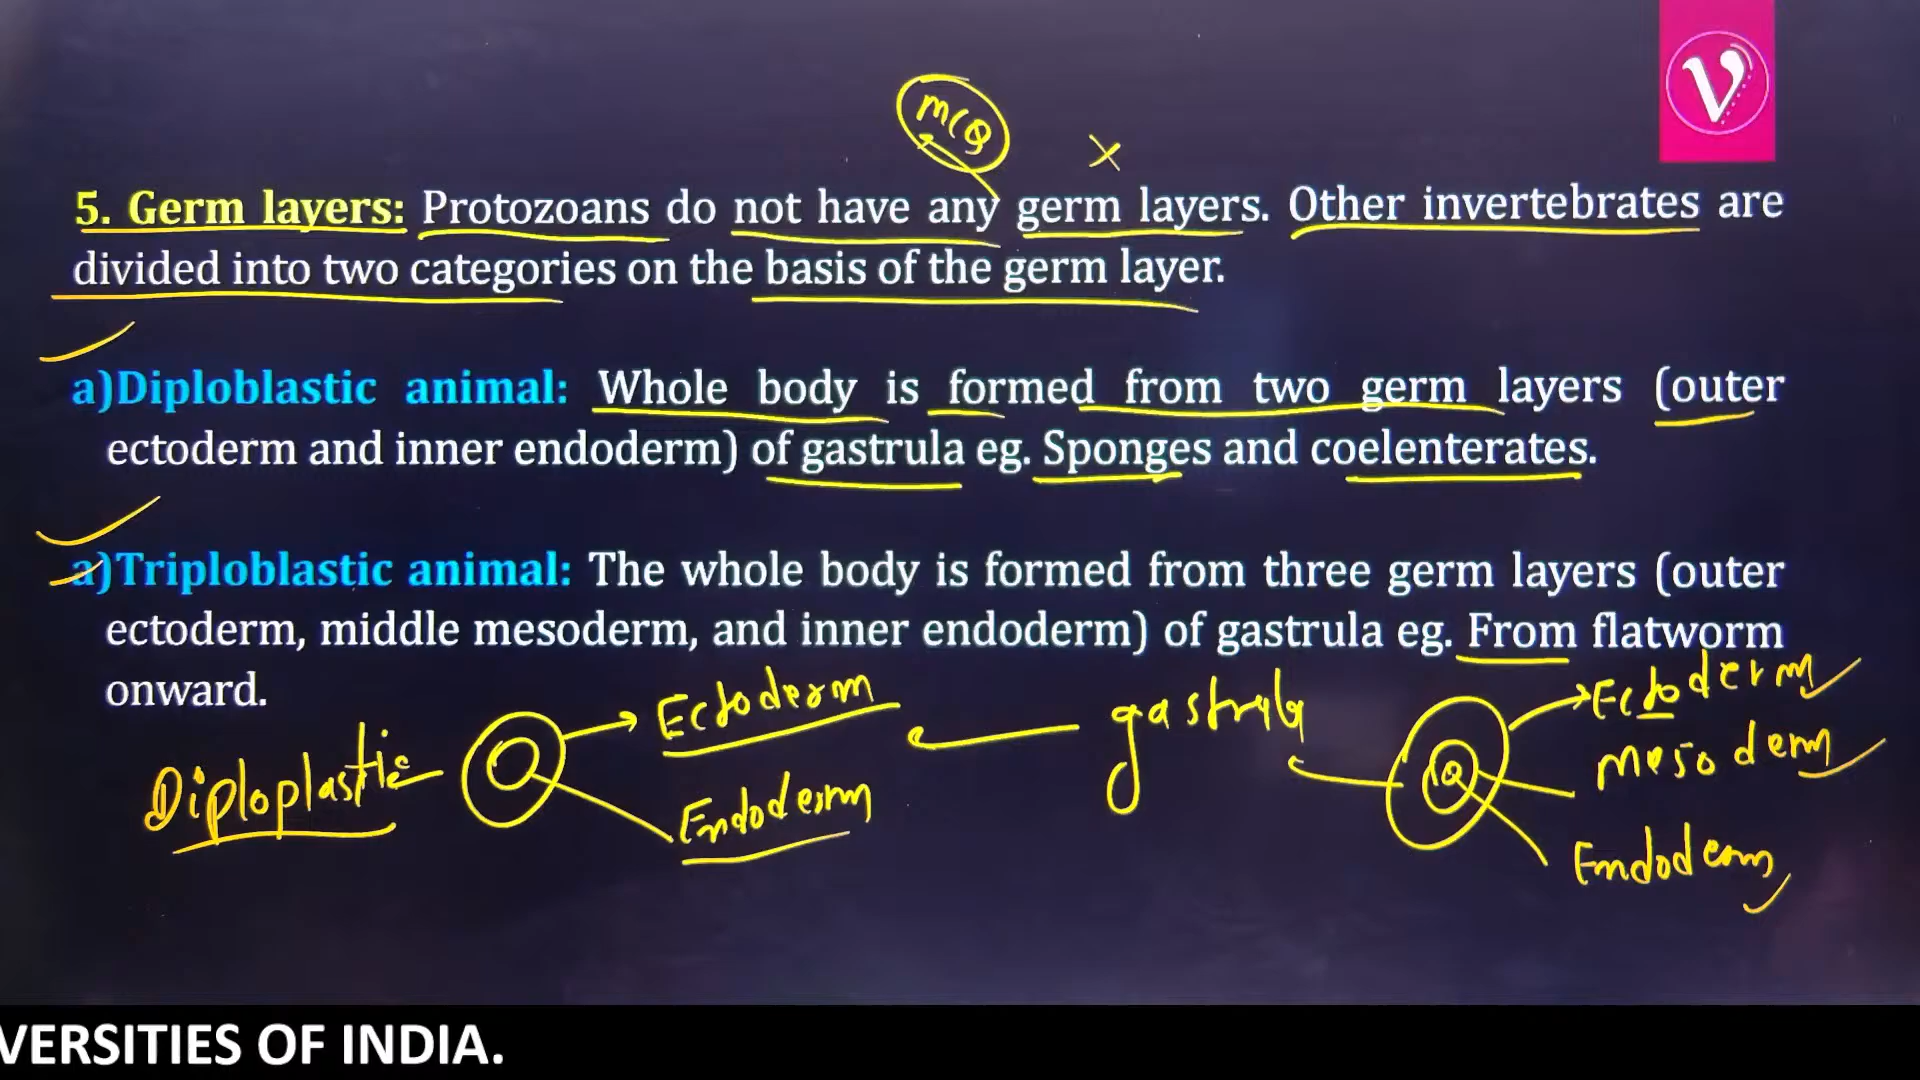 MCQ
×
V
5. Germ layers: Protozoans do not have any germ layers. Other invertebrates are
divided into two categories on the basis of the germ layer.
a)Diploblastic animal: Whole body is formed from two germ layers (outer
ectoderm and inner endoderm) of gastrula eg. Sponges and coelenterates.
a)Triploblastic animal: The whole body is formed from three germ layers (outer
ectoderm, middle mesoderm, and inner endoderm) of gastrula eg. From flatworm
onward.
Diploplastic
Ectoderm
Endoderm
gastrula
Ectoderm
mesoderm
Endoderm
VERSITIES OF INDIA.